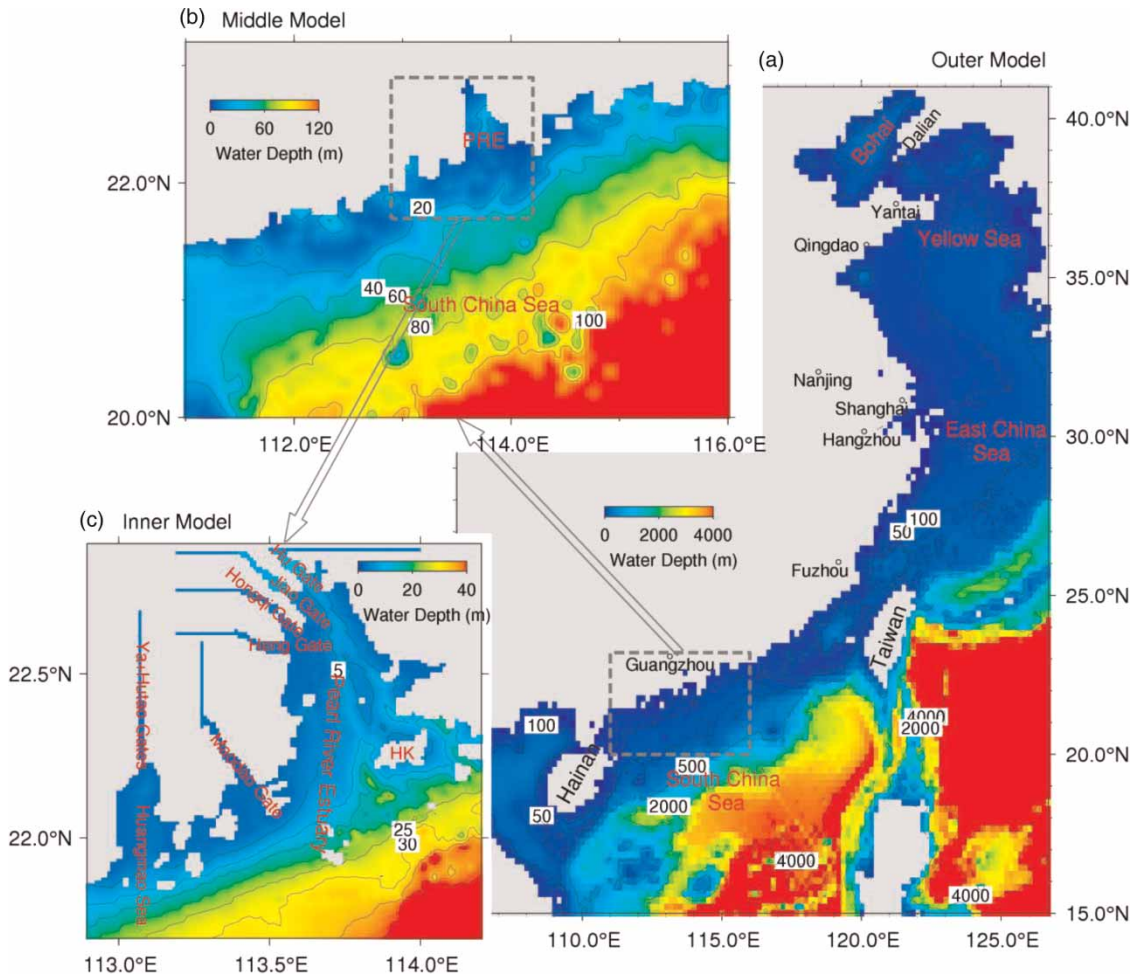 (b) Middle Model
0 60 120
Water Depth (m)
PRE
20
40
60
80
100
South China Sea
22.0°N
20.0°N
112.0°E 114.0°E 116.0°E
(a)
Outer Model
Bohai
Dalian
Yantai
Qingdao
Yellow Sea
Nanjing
Shanghai
Hangzhou
East China
Sea
100
50
0 2000 4000
Water Depth (m)
Fuzhou
Taiwan
Guangzhou
100
Hainan
50
500
South China
Sea
2000
4000
4000
2000
4000
40.0°N
35.0°N
30.0°N
25.0°N
20.0°N
15.0°N
110.0°E 115.0°E 120.0°E 125.0°E
(c) Inner Model
0 20 40
Water Depth (m)
Hu Gate
Jiao Gate
Hongqi Gate
Heng Gate
5
Pearl River Estuary
HK
Modao Gate
Huangmao Sea
25
30
22.5°N
22.0°N
113.0°E 113.5°E 114.0°E